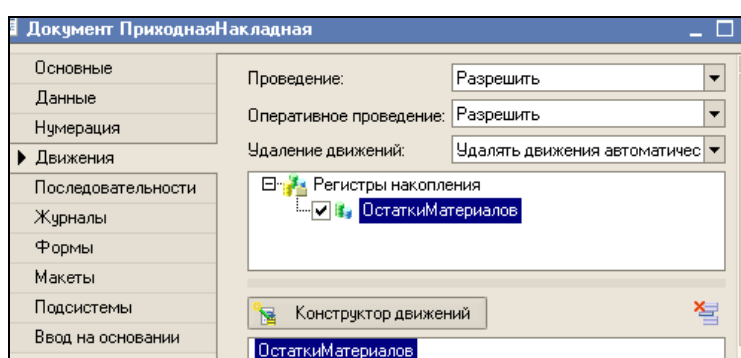 Документ ПриходнаяНакладная
Основные
Данные
Нумерация
Движения
Последовательности
Журналы
Формы
Макеты
Подсистемы
Ввод на основании
Проведение: Разрешить
Оперативное проведение: Разрешить
Удаление движений: Удалять движения автоматичес
Регистры накопления
ОстаткиМатериалов
Конструктор движений
ОстаткиМатериалов